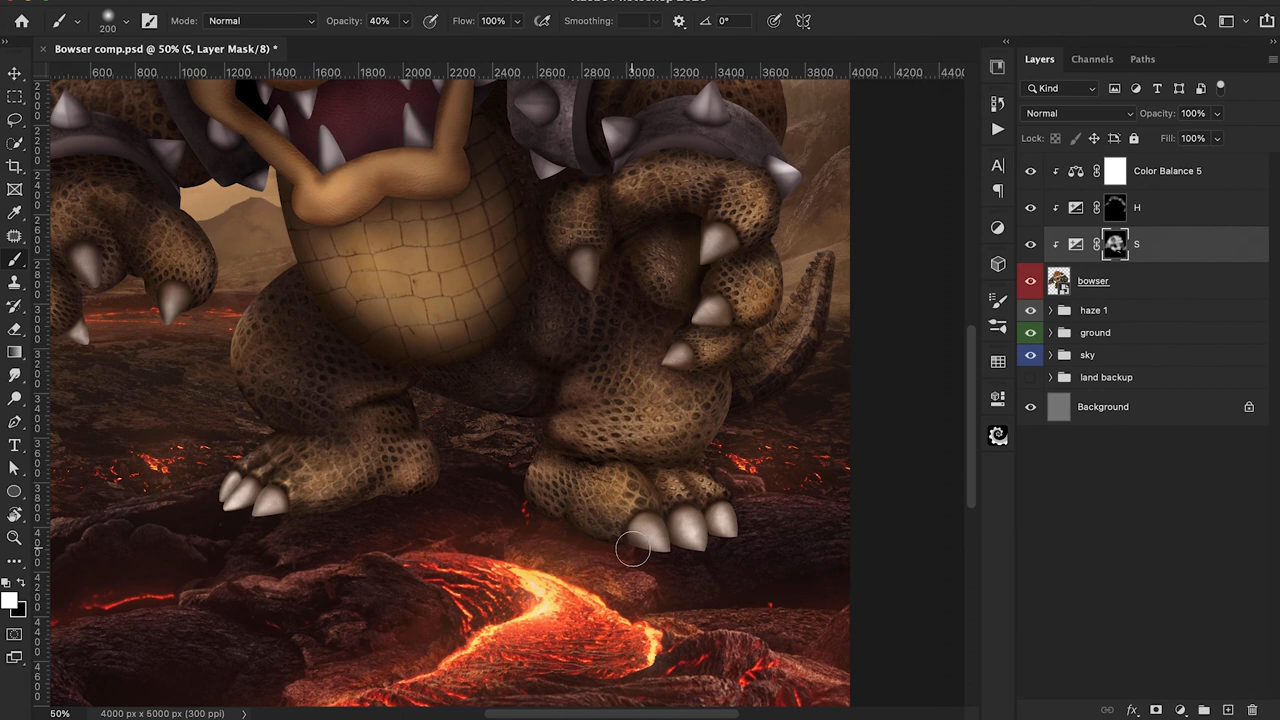 200 Mode: Normal Opacity: 40% Flow: 100% Smoothing: 0°
× Bowser comp.psd @ 50% (S, Layer Mask/8) *
600 800 1000 1200 1400 1600 1800 2000 2200 2400 2600 2800 3000 3200 3400 3600 3800 4000 4200 4400
Layers Channels Paths
Kind
Normal Opacity: 100%
Lock: Fill: 100%
Color Balance 5
H
S
bowser
haze 1
ground
sky
land backup
Background
50% 4000 px x 5000 px (300 ppi)